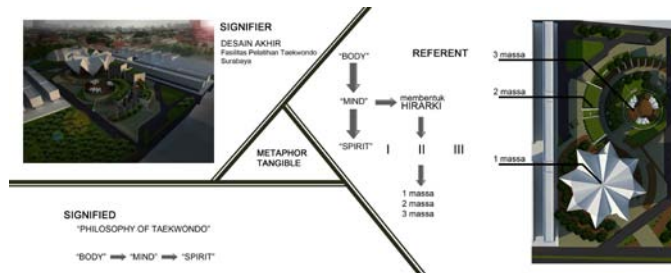 SIGNIFIER
DESAIN AKHIR
Fasilitas Pelatihan Taekwondo
Surabaya
REFERENT
"BODY"
"MIND"
membentuk
HIRARKI
"SPIRIT"
I II III
1 massa
2 massa
3 massa
METAPHOR
TANGIBLE
SIGNIFIED
"PHILOSOPHY OF TAEKWONDO"
"BODY" "MIND" "SPIRIT"
3 massa
2 massa
1 massa